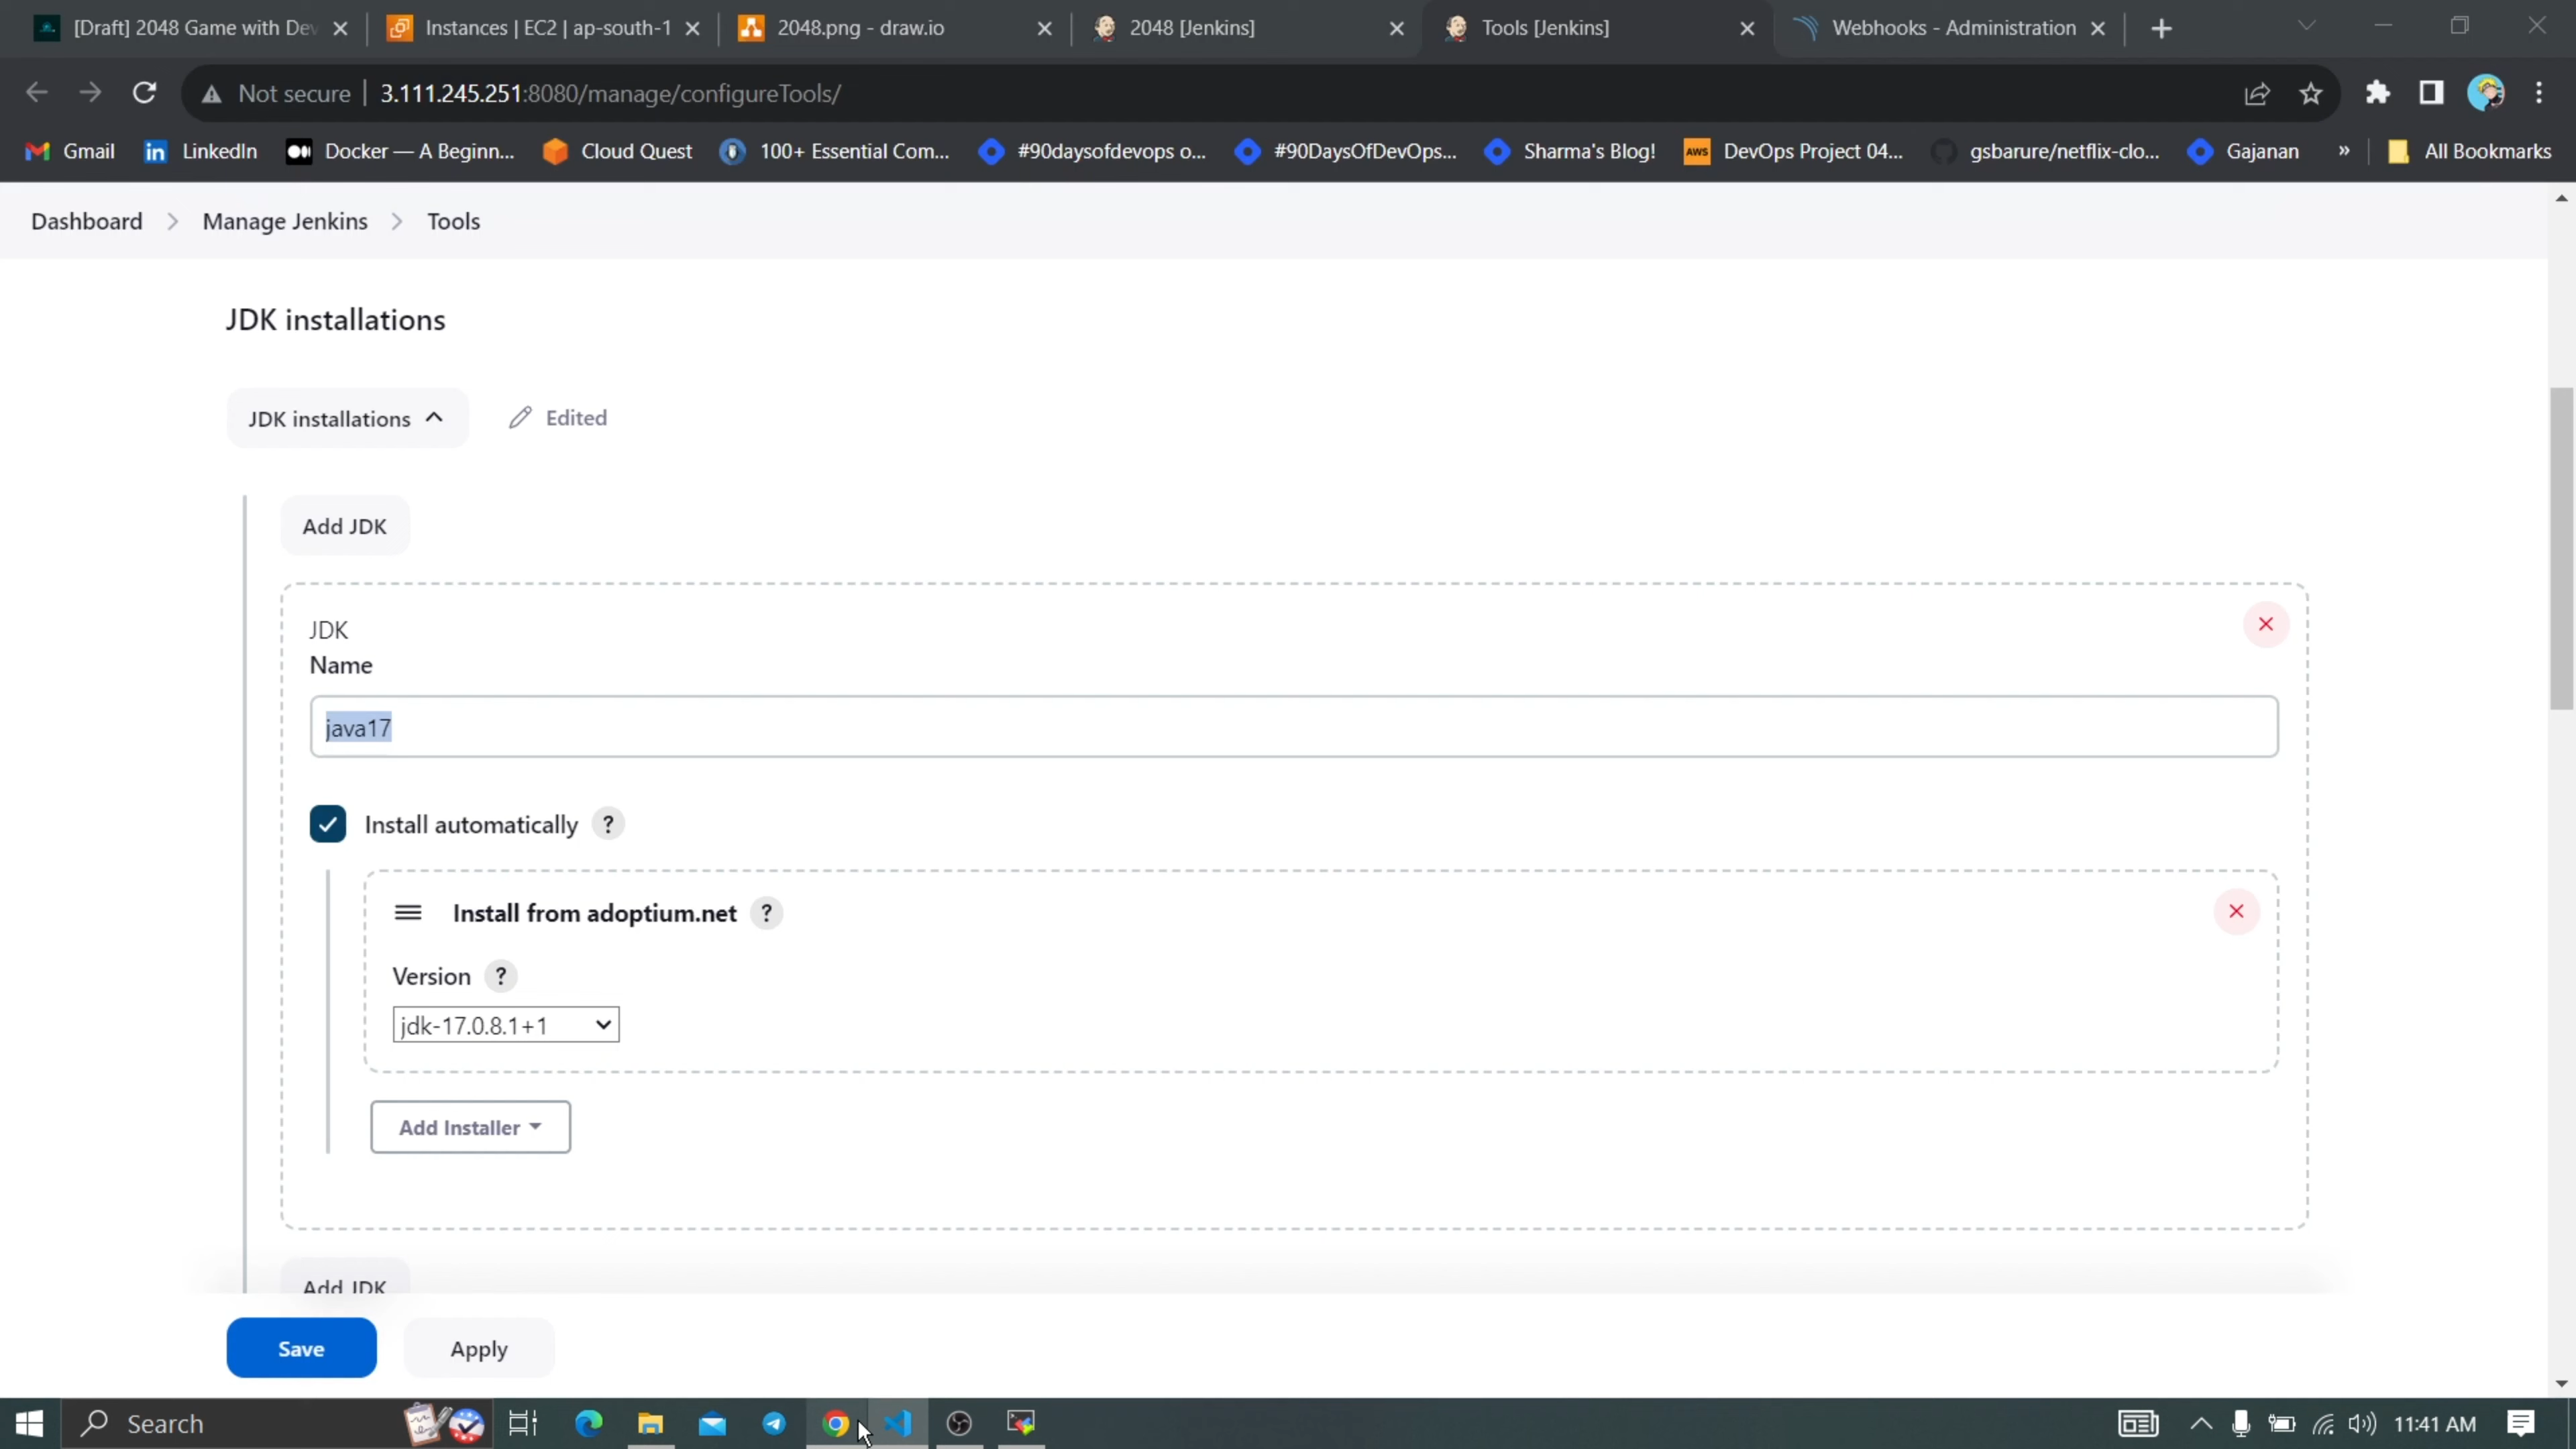 [Draft] 2048 Game with Dev
Instances | EC2 | ap-south-1
2048.png - draw.io
2048 [Jenkins]
Tools [Jenkins]
Webhooks - Administration
Not secure
3.111.245.251:8080/manage/configureTools/
Gmail
LinkedIn
Docker — A Beginn...
Cloud Quest
100+ Essential Com...
#90daysofdevops o...
#90DaysOfDevOps...
Sharma's Blog!
aws
DevOps Project 04...
gsbarure/netflix-clo...
Gajanan
»
All Bookmarks
Dashboard
Manage Jenkins
Tools
JDK installations
JDK installations
Edited
Add JDK
JDK
Name
java17
Install automatically ?
Install from adoptium.net ?
Version ?
jdk-17.0.8.1+1
Add Installer
Add JDK
Save
Apply
Search
11:41 AM